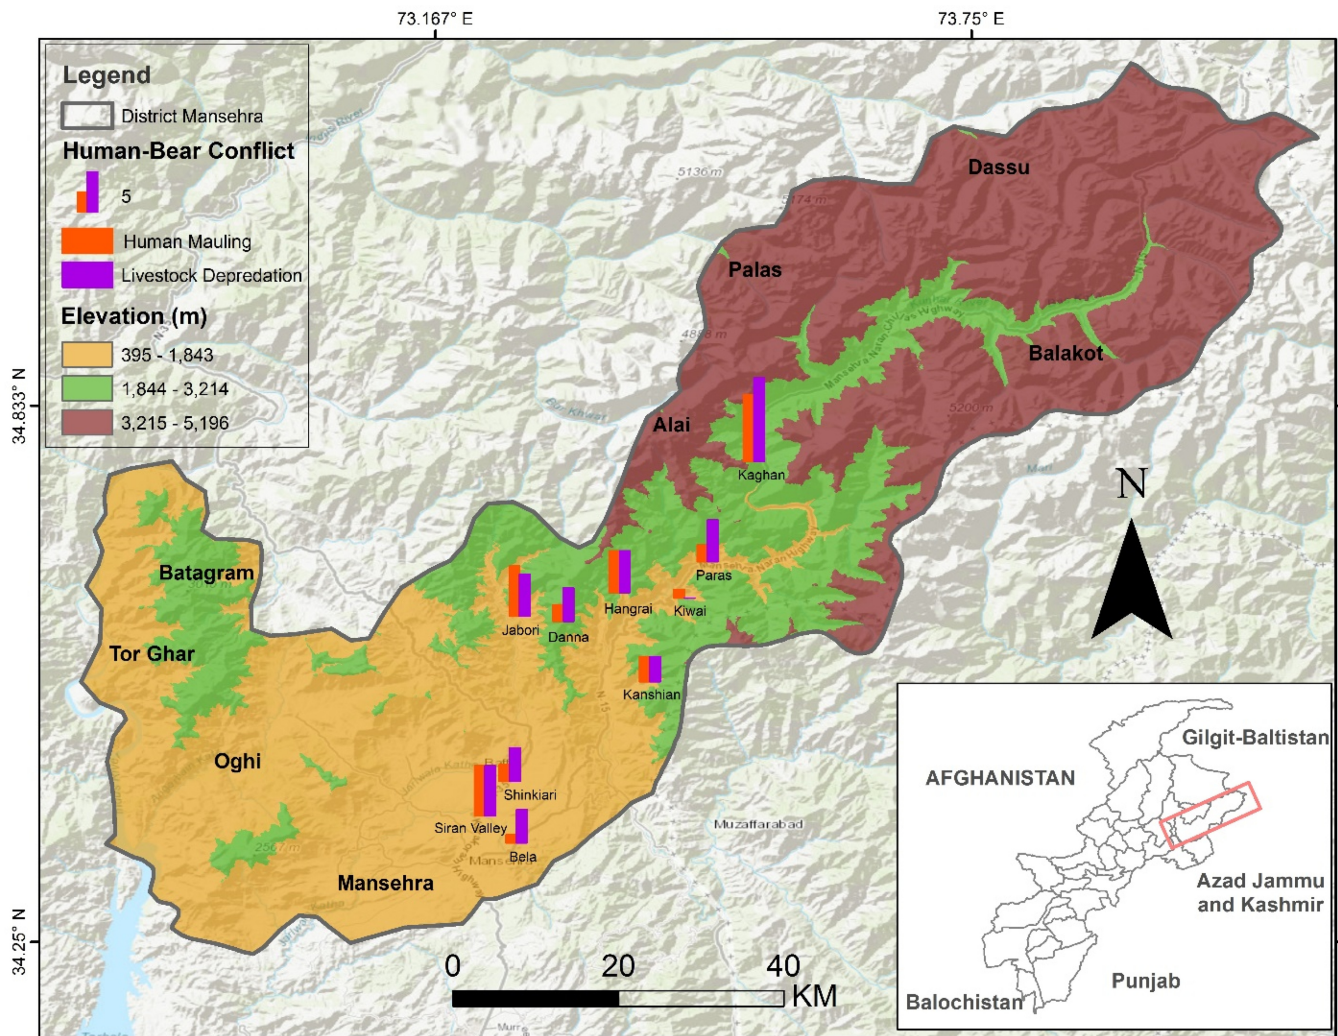 73.167° E
73.75° E
Legend
District Mansehra
Human-Bear Conflict
5
Human Mauling
Livestock Depredation
Elevation (m)
395 - 1,843
1,844 - 3,214
3,215 - 5,196
34.833° N
34.25° N
5136 m
Dassu
Palas
Balakot
5200 m
Alai
Kaghan
Batagram
Paras
Hangrai
Kiwai
Jabori
Danna
Tor Ghar
Kanshian
N 15
Oghi
Shinkiari
Siran Valley
Bela
Muzaffarabad
Mansehra
N
0 20 40
KM
Gilgit-Baltistan
AFGHANISTAN
Azad Jammu
and Kashmir
Punjab
Balochistan